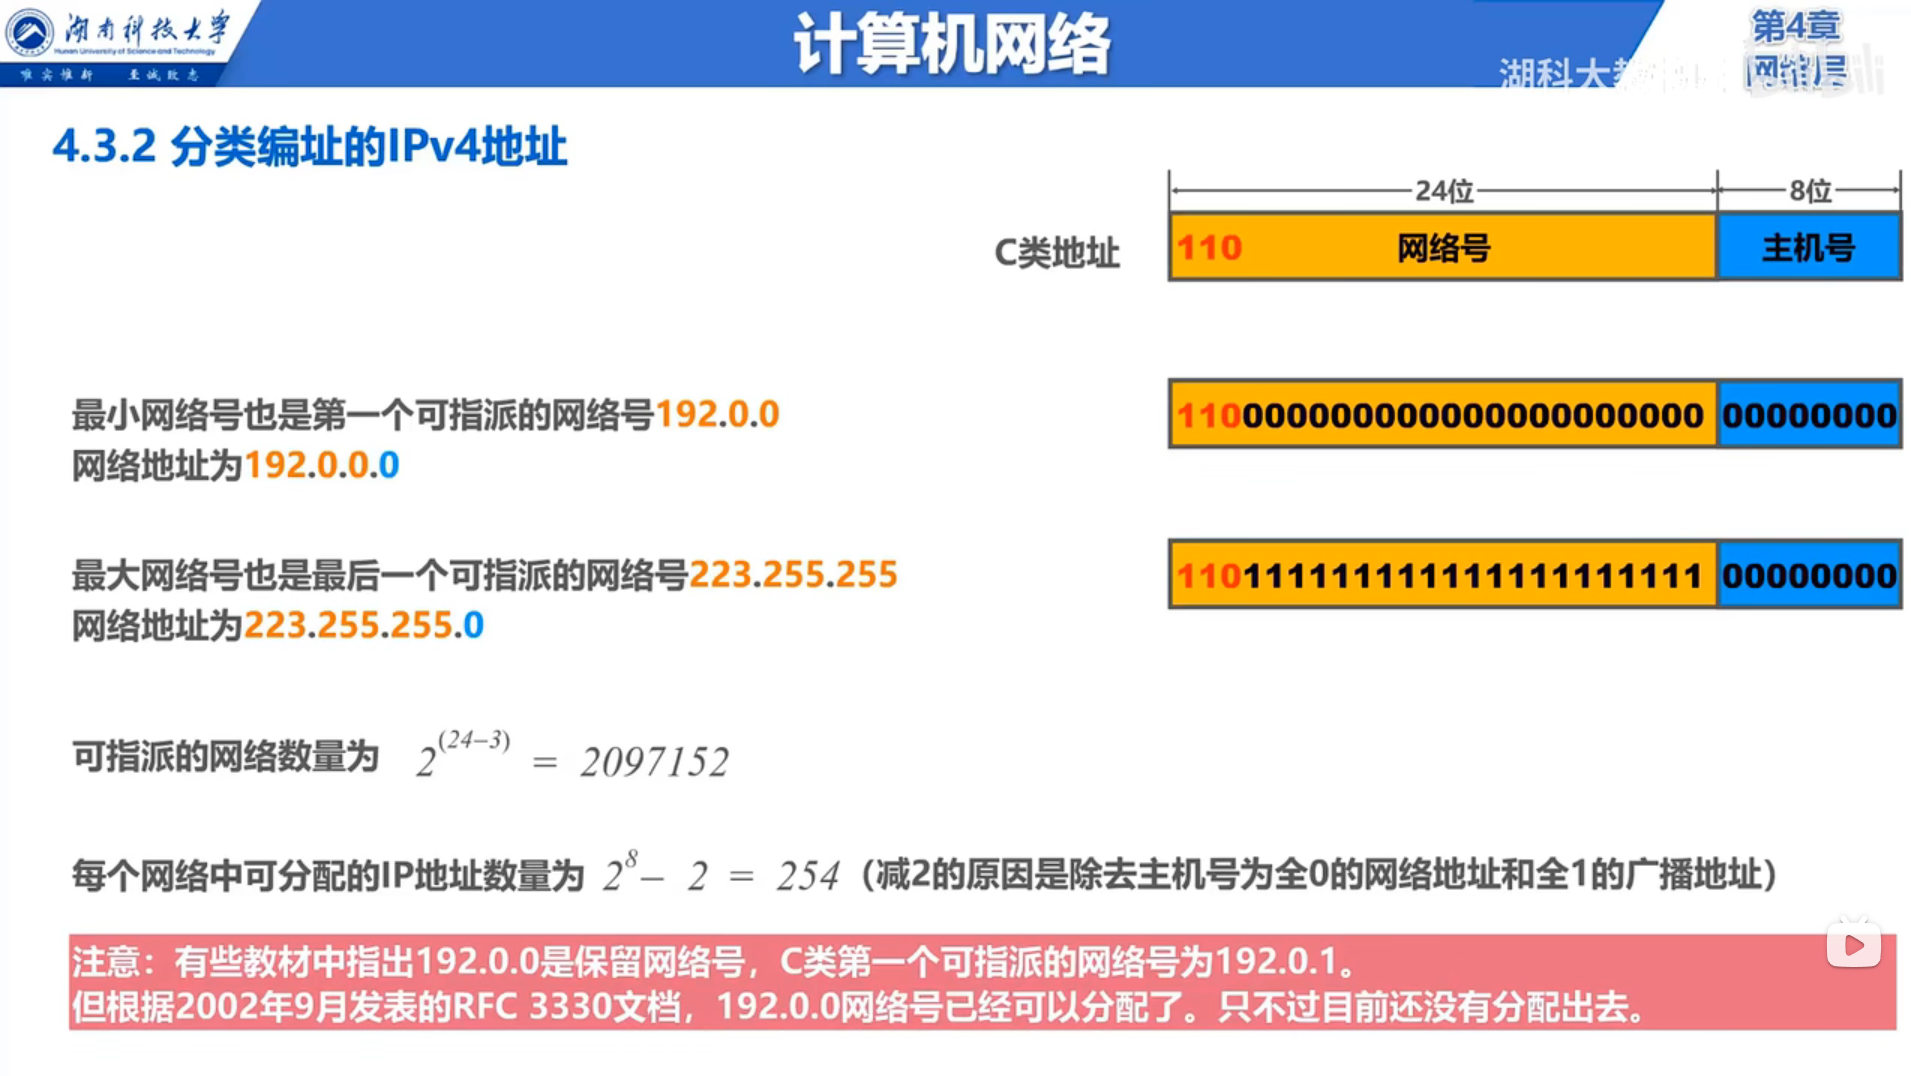 湖南科技大学
Hunan University of Science and Technology
唯实惟新 至诚致志
计算机网络
第4章
网络层
湖科大教
4.3.2 分类编址的IPv4地址
24位 8位
C类地址
110 网络号 主机号
最小网络号也是第一个可指派的网络号192.0.0
网络地址为192.0.0.0
110000000000000000000000 00000000
最大网络号也是最后一个可指派的网络号223.255.255
网络地址为223.255.255.0
110111111111111111111111 00000000
可指派的网络数量为 2^(24−3) = 2097152
每个网络中可分配的IP地址数量为 2^8 − 2 = 254（减2的原因是除去主机号为全0的网络地址和全1的广播地址）
注意：有些教材中指出192.0.0是保留网络号，C类第一个可指派的网络号为192.0.1。
但根据2002年9月发表的RFC 3330文档，192.0.0网络号已经可以分配了。只不过目前还没有分配出去。